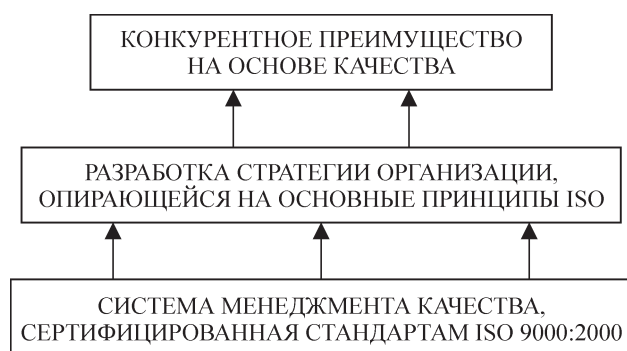 КОНКУРЕНТНОЕ ПРЕИМУЩЕСТВО
НА ОСНОВЕ КАЧЕСТВА
РАЗРАБОТКА СТРАТЕГИИ ОРГАНИЗАЦИИ,
ОПИРАЮЩЕЙСЯ НА ОСНОВНЫЕ ПРИНЦИПЫ ISO
СИСТЕМА МЕНЕДЖМЕНТА КАЧЕСТВА,
СЕРТИФИЦИРОВАННАЯ СТАНДАРТАМ ISO 9000:2000